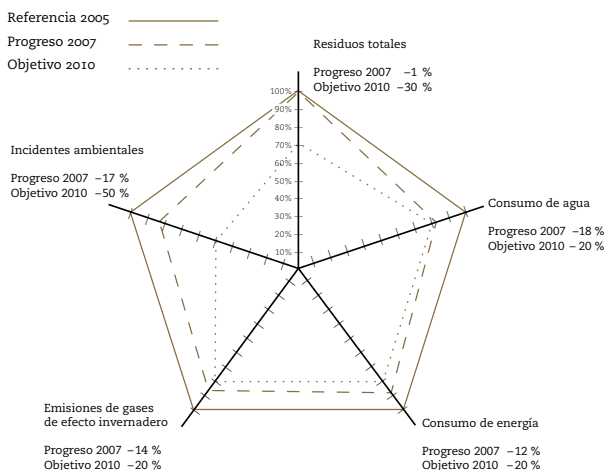 Referencia 2005
Progreso 2007
Objetivo 2010
Residuos totales
Progreso 2007 –1 %
Objetivo 2010 –30 %
100%
90%
80%
70%
60%
50%
40%
30%
20%
10%
Incidentes ambientales
Progreso 2007 –17 %
Objetivo 2010 –50 %
Consumo de agua
Progreso 2007 –18 %
Objetivo 2010 – 20 %
Emisiones de gases
de efecto invernadero
Progreso 2007 –14 %
Objetivo 2010 –20 %
Consumo de energía
Progreso 2007 –12 %
Objetivo 2010 –20 %